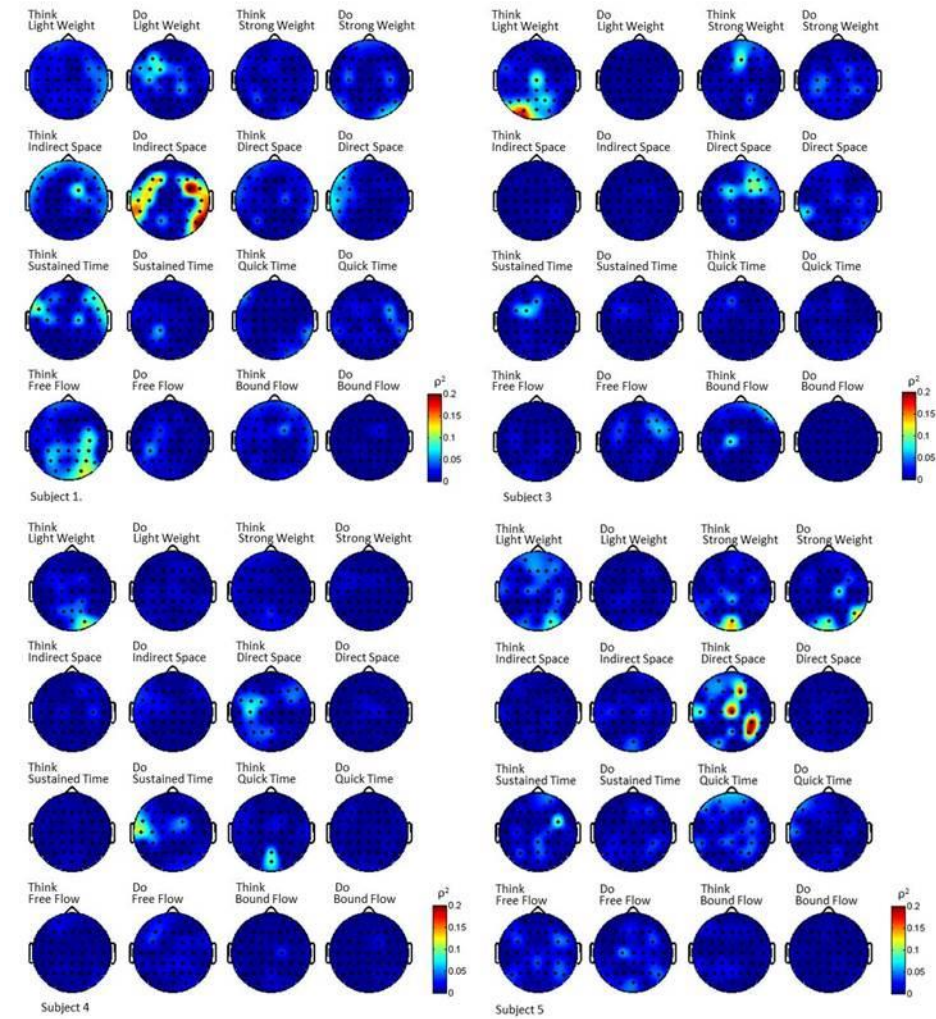 Think Do Think Do
Light Weight Light Weight Strong Weight Strong Weight
Think Do Think Do
Indirect Space Indirect Space Direct Space Direct Space
Think Do Think Do
Sustained Time Sustained Time Quick Time Quick Time
Think Do Think Do
Free Flow Free Flow Bound Flow Bound Flow
ρ²
0.2
0.15
0.1
0.05
0
Subject 1.
Think Do Think Do
Light Weight Light Weight Strong Weight Strong Weight
Think Do Think Do
Indirect Space Indirect Space Direct Space Direct Space
Think Do Think Do
Sustained Time Sustained Time Quick Time Quick Time
Think Do Think Do
Free Flow Free Flow Bound Flow Bound Flow
ρ²
0.2
0.15
0.1
0.05
0
Subject 3
Think Do Think Do
Light Weight Light Weight Strong Weight Strong Weight
Think Do Think Do
Indirect Space Indirect Space Direct Space Direct Space
Think Do Think Do
Sustained Time Sustained Time Quick Time Quick Time
Think Do Think Do
Free Flow Free Flow Bound Flow Bound Flow
ρ²
0.2
0.15
0.1
0.05
0
Subject 4
Think Do Think Do
Light Weight Light Weight Strong Weight Strong Weight
Think Do Think Do
Indirect Space Indirect Space Direct Space Direct Space
Think Do Think Do
Sustained Time Sustained Time Quick Time Quick Time
Think Do Think Do
Free Flow Free Flow Bound Flow Bound Flow
ρ²
0.2
0.15
0.1
0.05
0
Subject 5